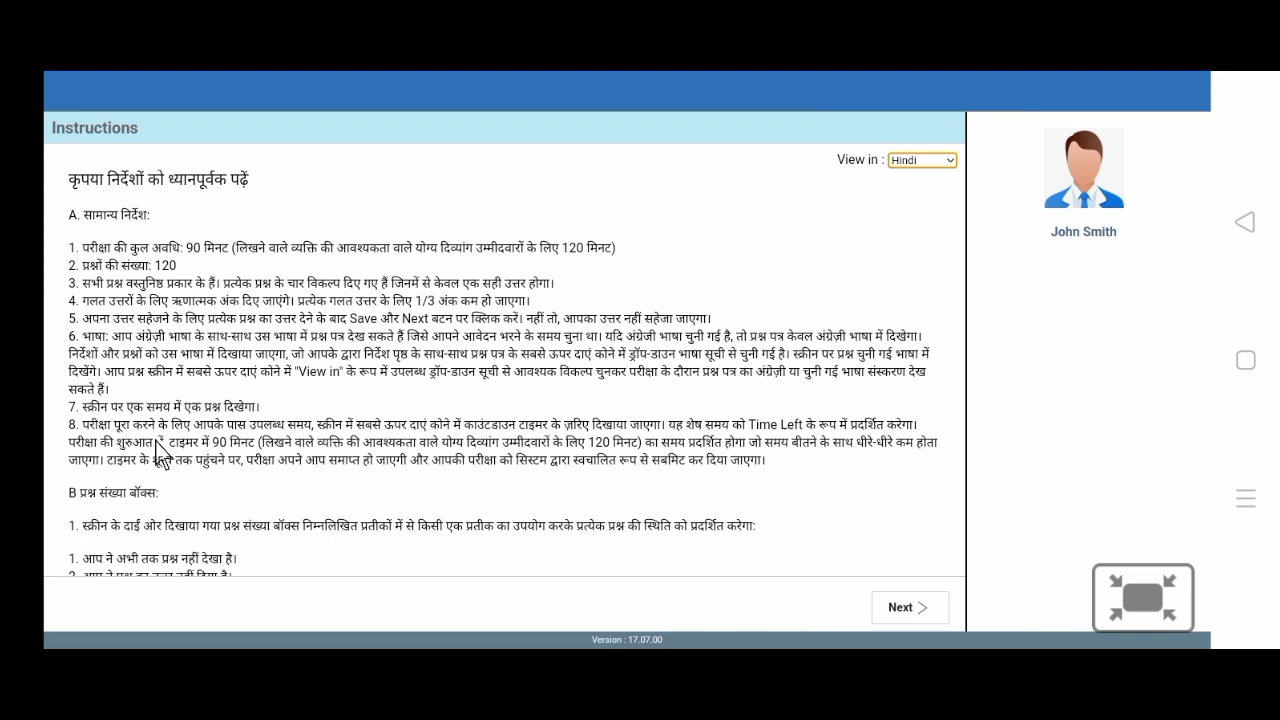 Instructions
View in : Hindi
कृपया निर्देशों को ध्यानपूर्वक पढ़ें
A. सामान्य निर्देश:
1. परीक्षा की कुल अवधि: 90 मिनट (लिखने वाले व्यक्ति की आवश्यकता वाले योग्य दिव्यांग उम्मीदवारों के लिए 120 मिनट)
2. प्रश्नों की संख्या: 120
3. सभी प्रश्न वस्तुनिष्ठ प्रकार के हैं। प्रत्येक प्रश्न के चार विकल्प दिए गए हैं जिनमें से केवल एक सही उत्तर होगा।
4. गलत उत्तरों के लिए ऋणात्मक अंक दिए जाएंगे। प्रत्येक गलत उत्तर के लिए 1/3 अंक कम हो जाएगा।
5. अपना उत्तर सहेजने के लिए प्रत्येक प्रश्न का उत्तर देने के बाद Save और Next बटन पर क्लिक करें। नहीं तो, आपका उत्तर नहीं सहेजा जाएगा।
6. भाषा: आप अंग्रेज़ी भाषा के साथ-साथ उस भाषा में प्रश्न पत्र देख सकते हैं जिसे आपने आवेदन भरने के समय चुना था। यदि अंग्रेजी भाषा चुनी गई है, तो प्रश्न पत्र केवल अंग्रेज़ी भाषा में दिखेगा।
निर्देशों और प्रश्नों को उस भाषा में दिखाया जाएगा, जो आपके द्वारा निर्देश पृष्ठ के साथ-साथ प्रश्न पत्र के सबसे ऊपर दाएं कोने में ड्रॉप-डाउन भाषा सूची से चुनी गई है। स्क्रीन पर प्रश्न चुनी गई भाषा में
दिखेंगे। आप प्रश्न स्क्रीन में सबसे ऊपर दाएं कोने में "View in" के रूप में उपलब्ध ड्रॉप-डाउन सूची से आवश्यक विकल्प चुनकर परीक्षा के दौरान प्रश्न पत्र का अंग्रेज़ी या चुनी गई भाषा संस्करण देख
सकते हैं।
7. स्क्रीन पर एक समय में एक प्रश्न दिखेगा।
8. परीक्षा पूरा करने के लिए आपके पास उपलब्ध समय, स्क्रीन में सबसे ऊपर दाएं कोने में काउंटडाउन टाइमर के ज़रिए दिखाया जाएगा। यह शेष समय को Time Left के रूप में प्रदर्शित करेगा।
परीक्षा की शुरुआत टाइमर में 90 मिनट (लिखने वाले व्यक्ति की आवश्यकता वाले योग्य दिव्यांग उम्मीदवारों के लिए 120 मिनट) का समय प्रदर्शित होगा जो समय बीतने के साथ धीरे-धीरे कम होता
जाएगा। टाइमर के तक पहुंचने पर, परीक्षा अपने आप समाप्त हो जाएगी और आपकी परीक्षा को सिस्टम द्वारा स्वचालित रूप से सबमिट कर दिया जाएगा।
B प्रश्न संख्या बॉक्स:
1. स्क्रीन के दाईं ओर दिखाया गया प्रश्न संख्या बॉक्स निम्नलिखित प्रतीकों में से किसी एक प्रतीक का उपयोग करके प्रत्येक प्रश्न की स्थिति को प्रदर्शित करेगा:
1. आप ने अभी तक प्रश्न नहीं देखा है।
Next
John Smith
Version : 17.07.00